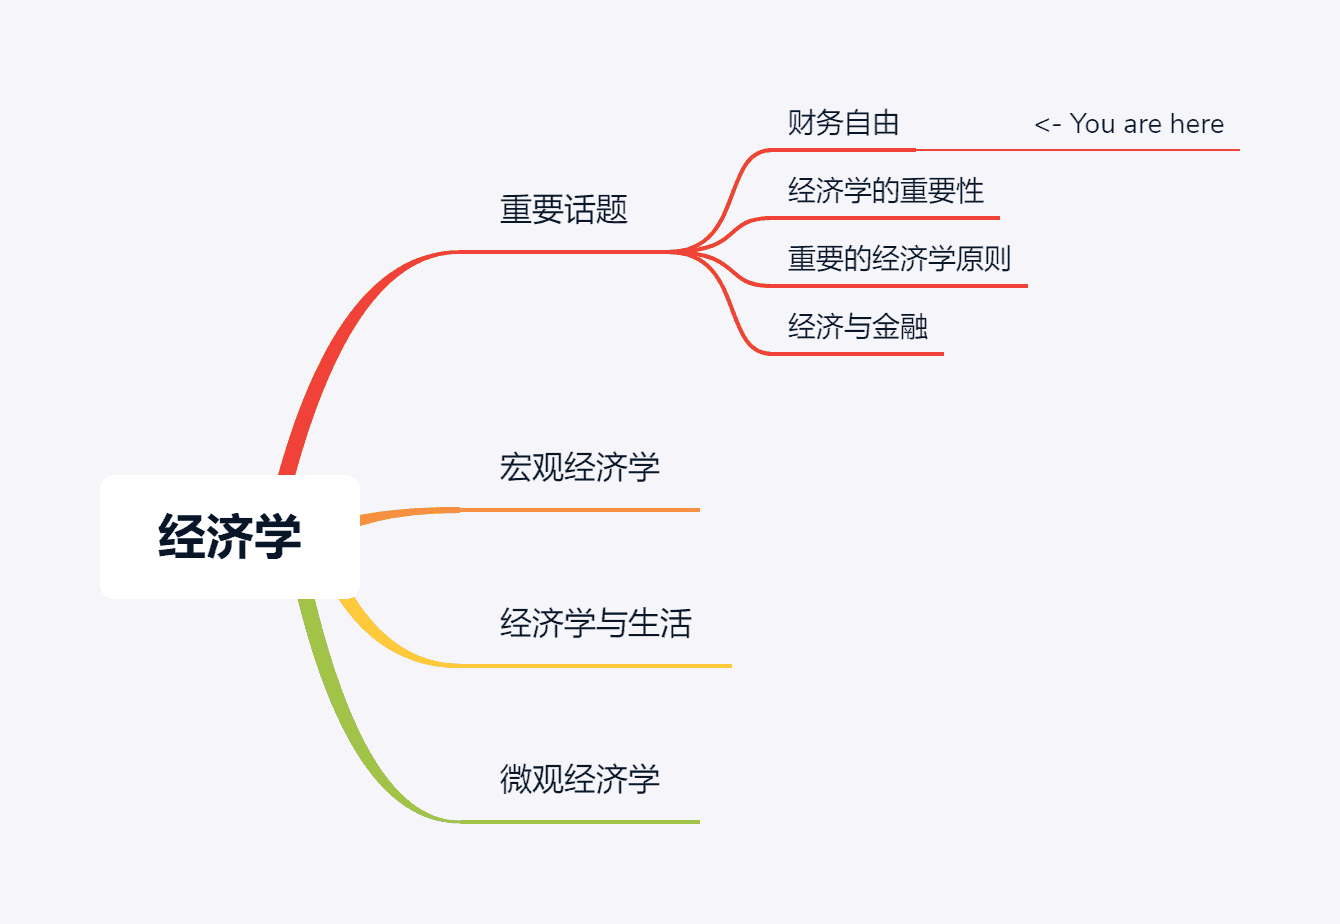 财务自由
<- You are here
经济学的重要性
重要话题
重要的经济学原则
经济与金融
宏观经济学
经济学
经济学与生活
微观经济学